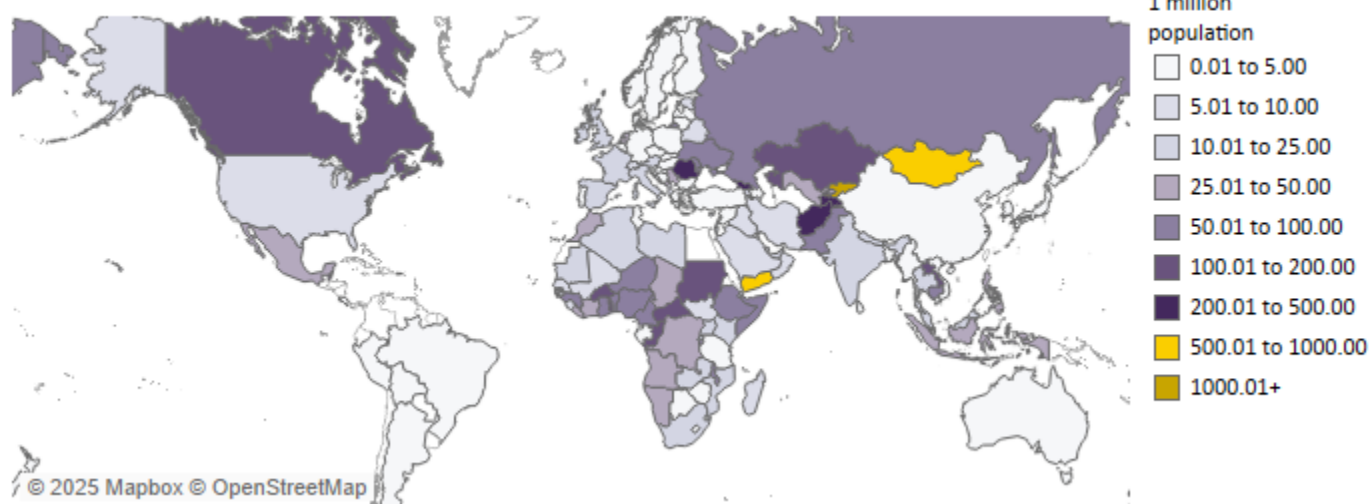 1 million
population
0.01 to 5.00
5.01 to 10.00
10.01 to 25.00
25.01 to 50.00
50.01 to 100.00
100.01 to 200.00
200.01 to 500.00
500.01 to 1000.00
1000.01+
© 2025 Mapbox © OpenStreetMap